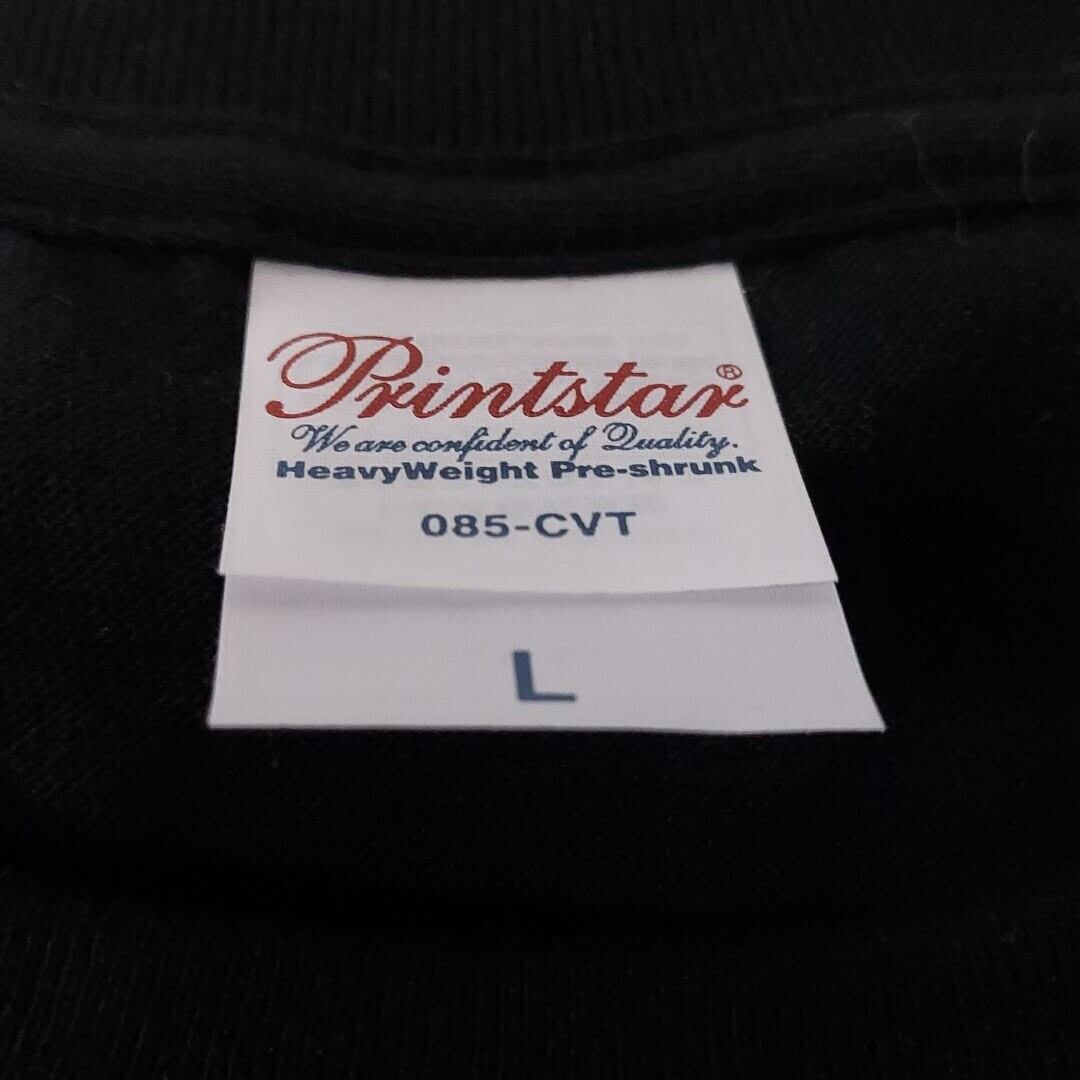 Printstar®
We are confident of Quality.
HeavyWeight Pre-shrunk
085-CVT
L